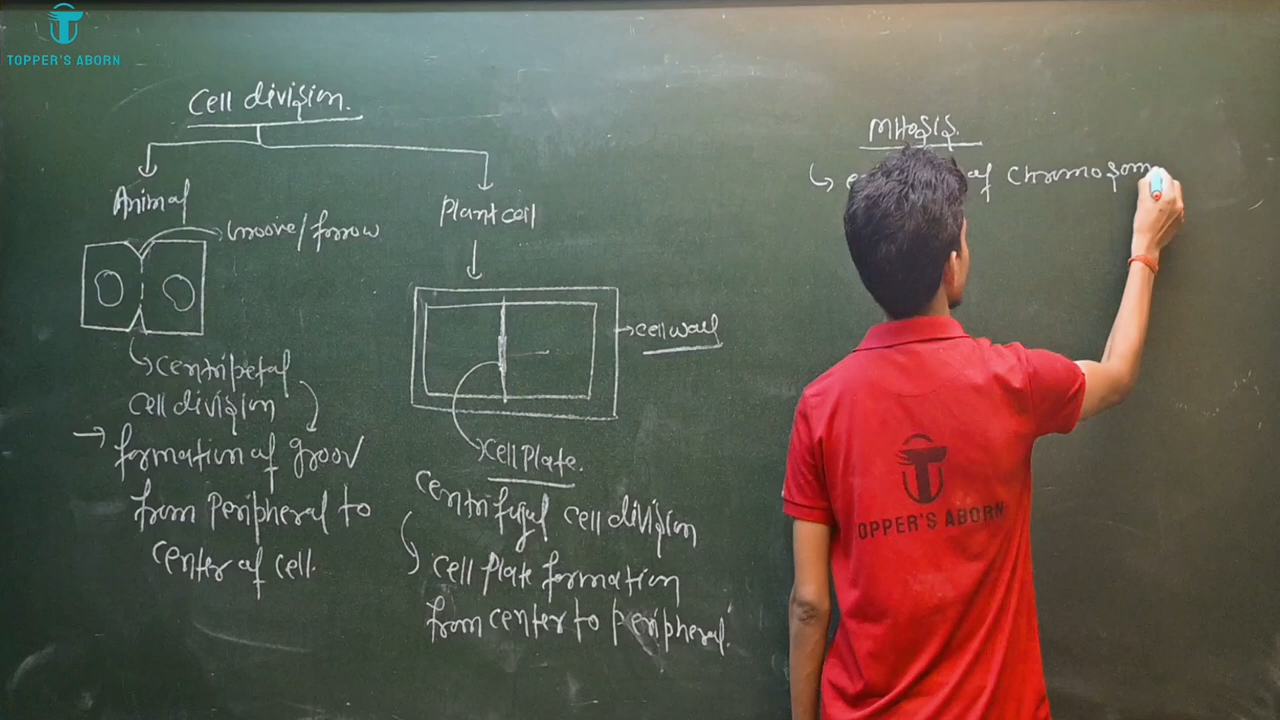 TOPPER'S ABORN
Cell division.
Animal
Groove/forrow
Centripetal
cell division
→ formation of groov
from Peripheral to
center of cell.
Plant cell
→ cell wall
Cell Plate.
centrifugal cell division
cell Plate formation
from center to peripheral.
Mitosis.
of chromosom
TOPPER'S ABORN